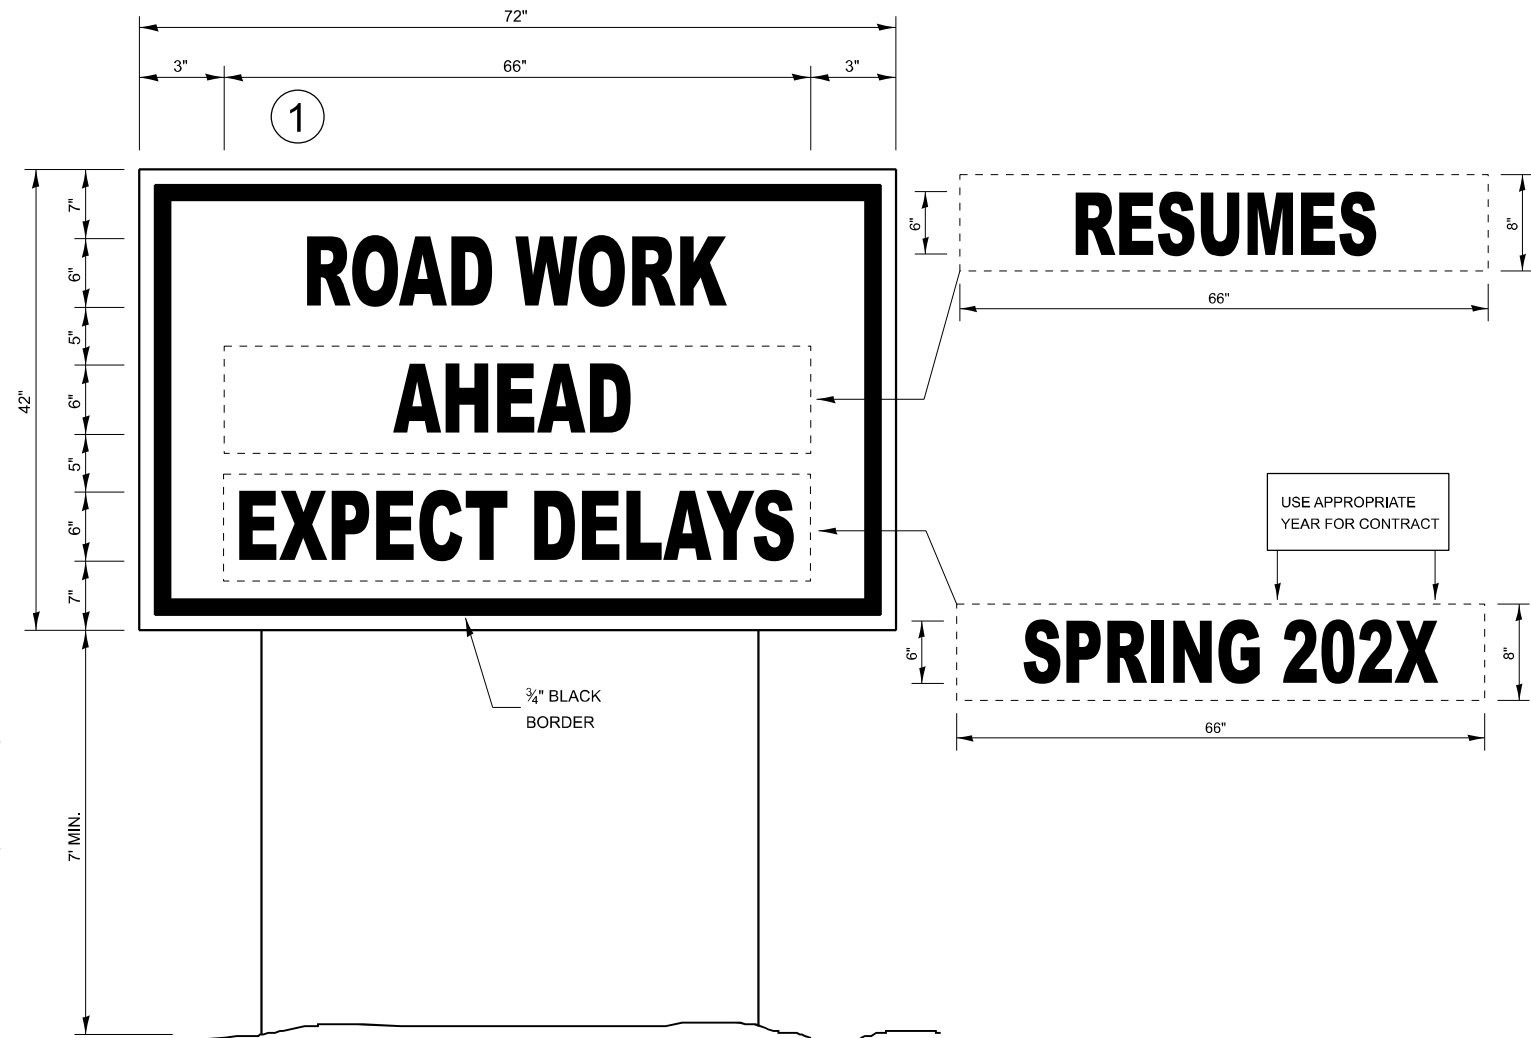 72"
3" 66" 3"
1
7"
6"
5"
6"
5"
6"
7"
42"
7' MIN.
ROAD WORK
AHEAD
EXPECT DELAYS
¾" BLACK
BORDER
6"
RESUMES
8"
66"
USE APPROPRIATE
YEAR FOR CONTRACT
6"
SPRING 202X
8"
66"